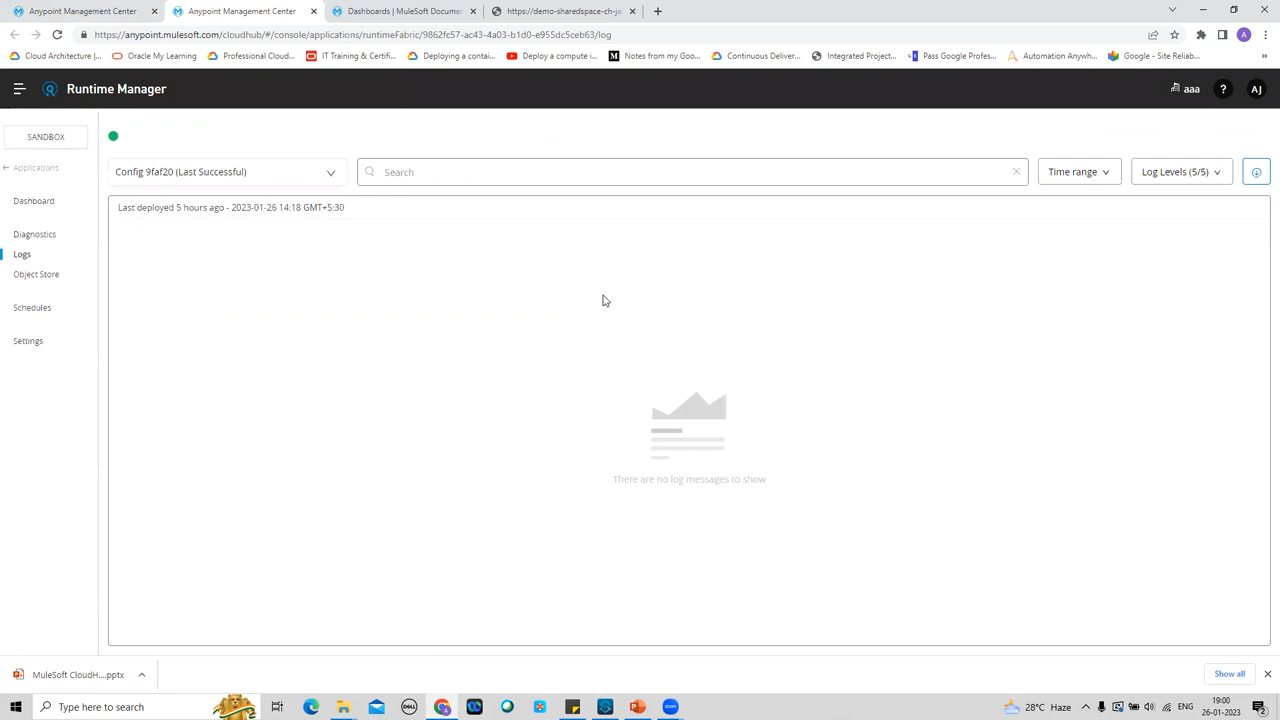 Anypoint Management Center
Anypoint Management Center
Dashboards | MuleSoft Document
https://demo-sharedspace-ch-je
https://anypoint.mulesoft.com/cloudhub/#/console/applications/runtimeFabric/9862fc57-ac43-4a03-b1d0-e955dc5ceb63/log
A
Cloud Architecture |...
Oracle My Learning
Professional Cloud...
IT Training & Certifi...
Deploying a contai...
Deploy a compute i...
Notes from my Goo...
Continuous Deliver...
Integrated Project...
Pass Google Profes...
Automation Anywh...
Google - Site Reliab...
Runtime Manager
aaa
?
AJ
SANDBOX
Applications
Dashboard
Diagnostics
Logs
Object Store
Schedules
Settings
Config 9faf20 (Last Successful)
Search
Time range
Log Levels (5/5)
Last deployed 5 hours ago - 2023-01-26 14:18 GMT+5:30
There are no log messages to show
MuleSoft CloudH....pptx
Show all
Type here to search
DELL
zoom
28°C Haze
ENG
19:00
26-01-2023
2